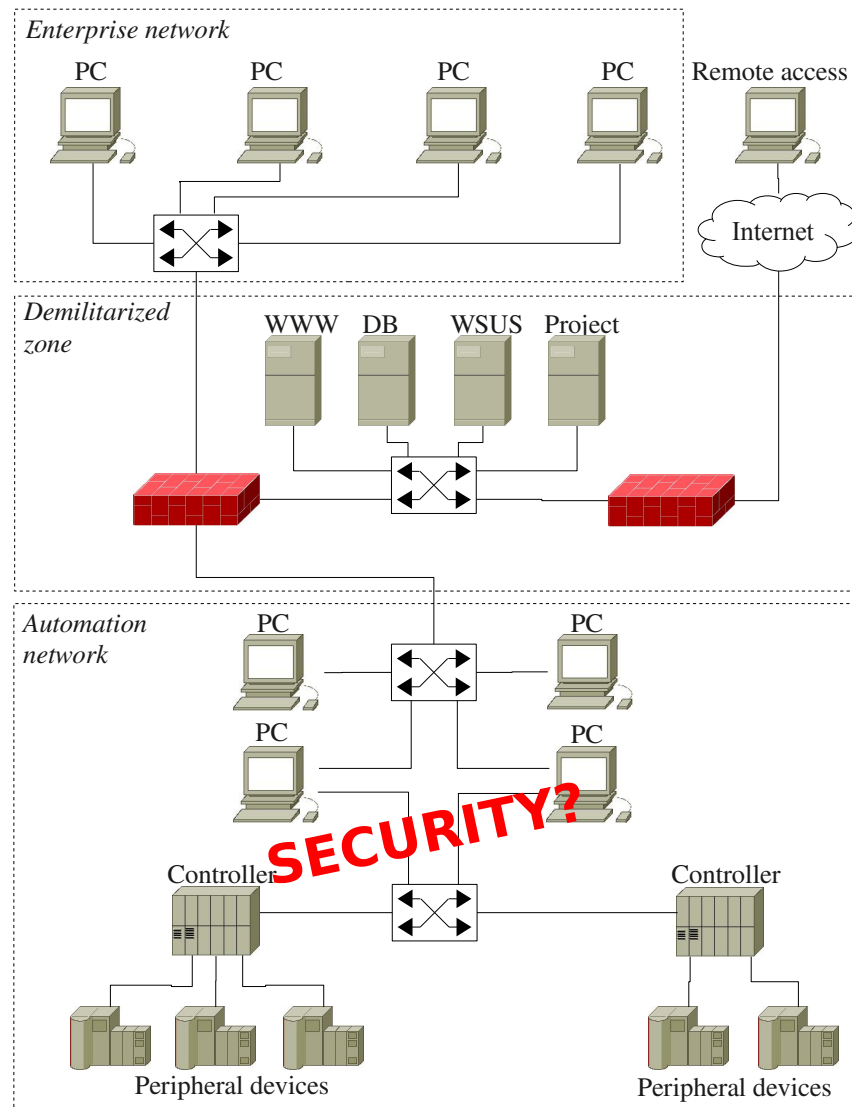 Enterprise network
PC
PC
PC
PC
Remote access
Internet
Demilitarized
zone
WWW
DB
WSUS
Project
Automation
network
PC
PC
PC
PC
SECURITY?
Controller
Controller
Peripheral devices
Peripheral devices